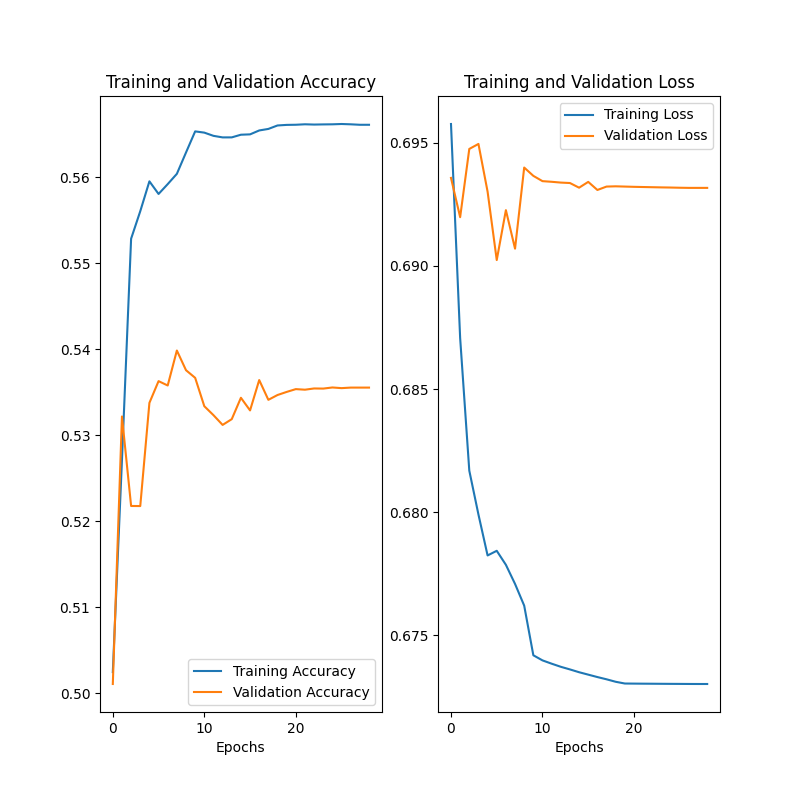 Training and Validation Accuracy
0.56
0.55
0.54
0.53
0.52
0.51
0.50
Training Accuracy
Validation Accuracy
0 10 20
Epochs
Training and Validation Loss
Training Loss
Validation Loss
0.695
0.690
0.685
0.680
0.675
0 10 20
Epochs